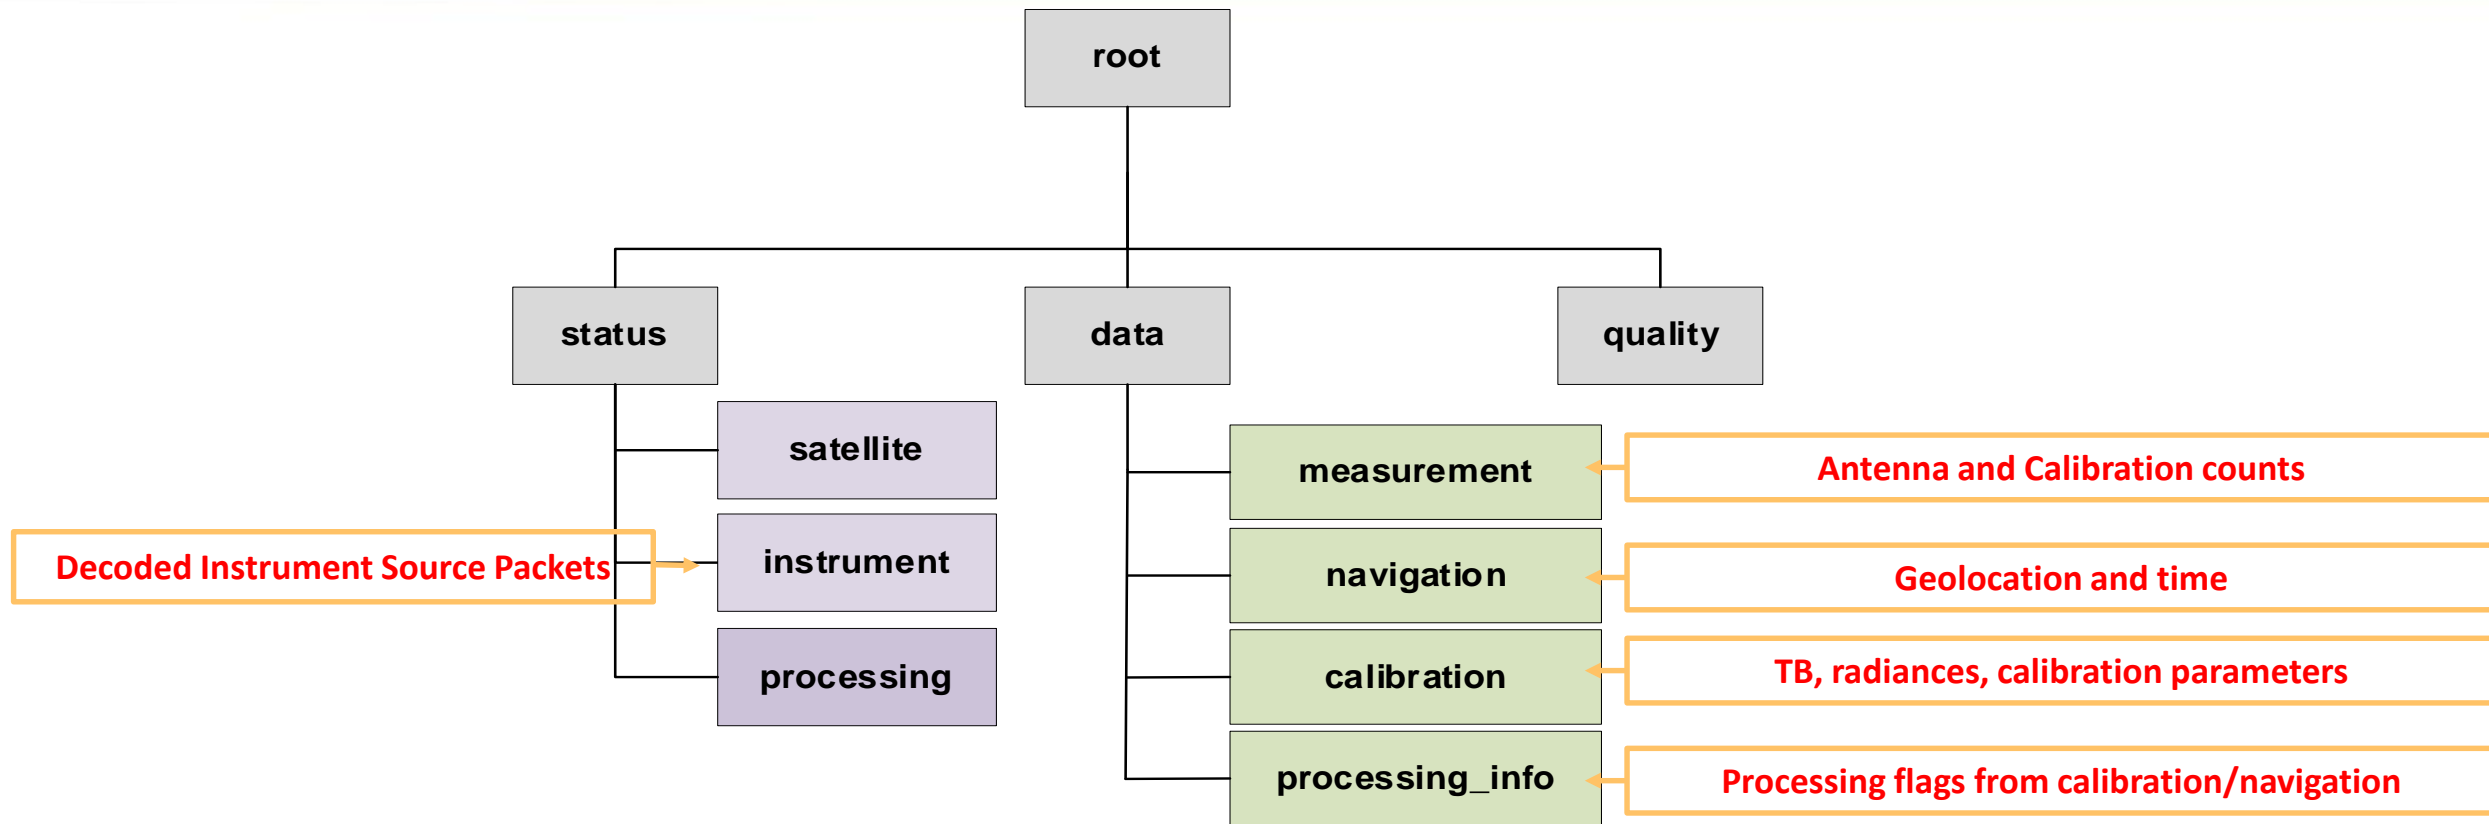 root
status
data
quality
satellite
instrument
processing
Decoded Instrument Source Packets
measurement
navigation
calibration
processing_info
Antenna and Calibration counts
Geolocation and time
TB, radiances, calibration parameters
Processing flags from calibration/navigation